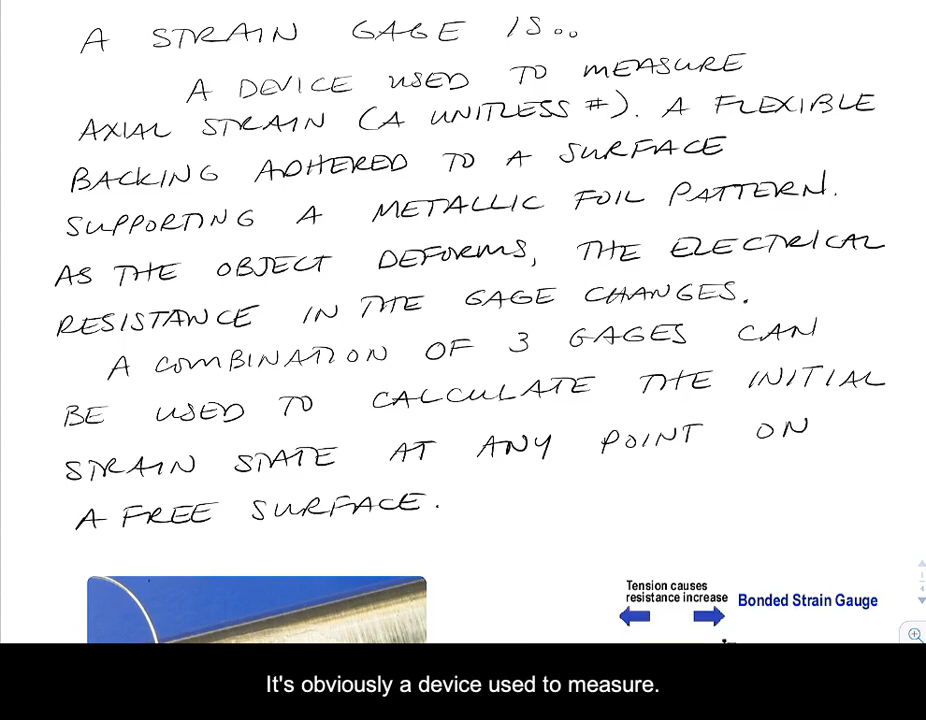 A STRAIN GAGE IS..
A DEVICE USED TO MEASURE
AXIAL STRAIN (A UNITLESS #). A FLEXIBLE
BACKING ADHERED TO A SURFACE
SUPPORTING A METALLIC FOIL PATTERN.
AS THE OBJECT DEFORMS, THE ELECTRICAL
RESISTANCE IN THE GAGE CHANGES.
A COMBINATION OF 3 GAGES CAN
BE USED TO CALCULATE THE INITIAL
STRAIN STATE AT ANY POINT ON
A FREE SURFACE.
Tension causes
resistance increase
Bonded Strain Gauge
It's obviously a device used to measure.